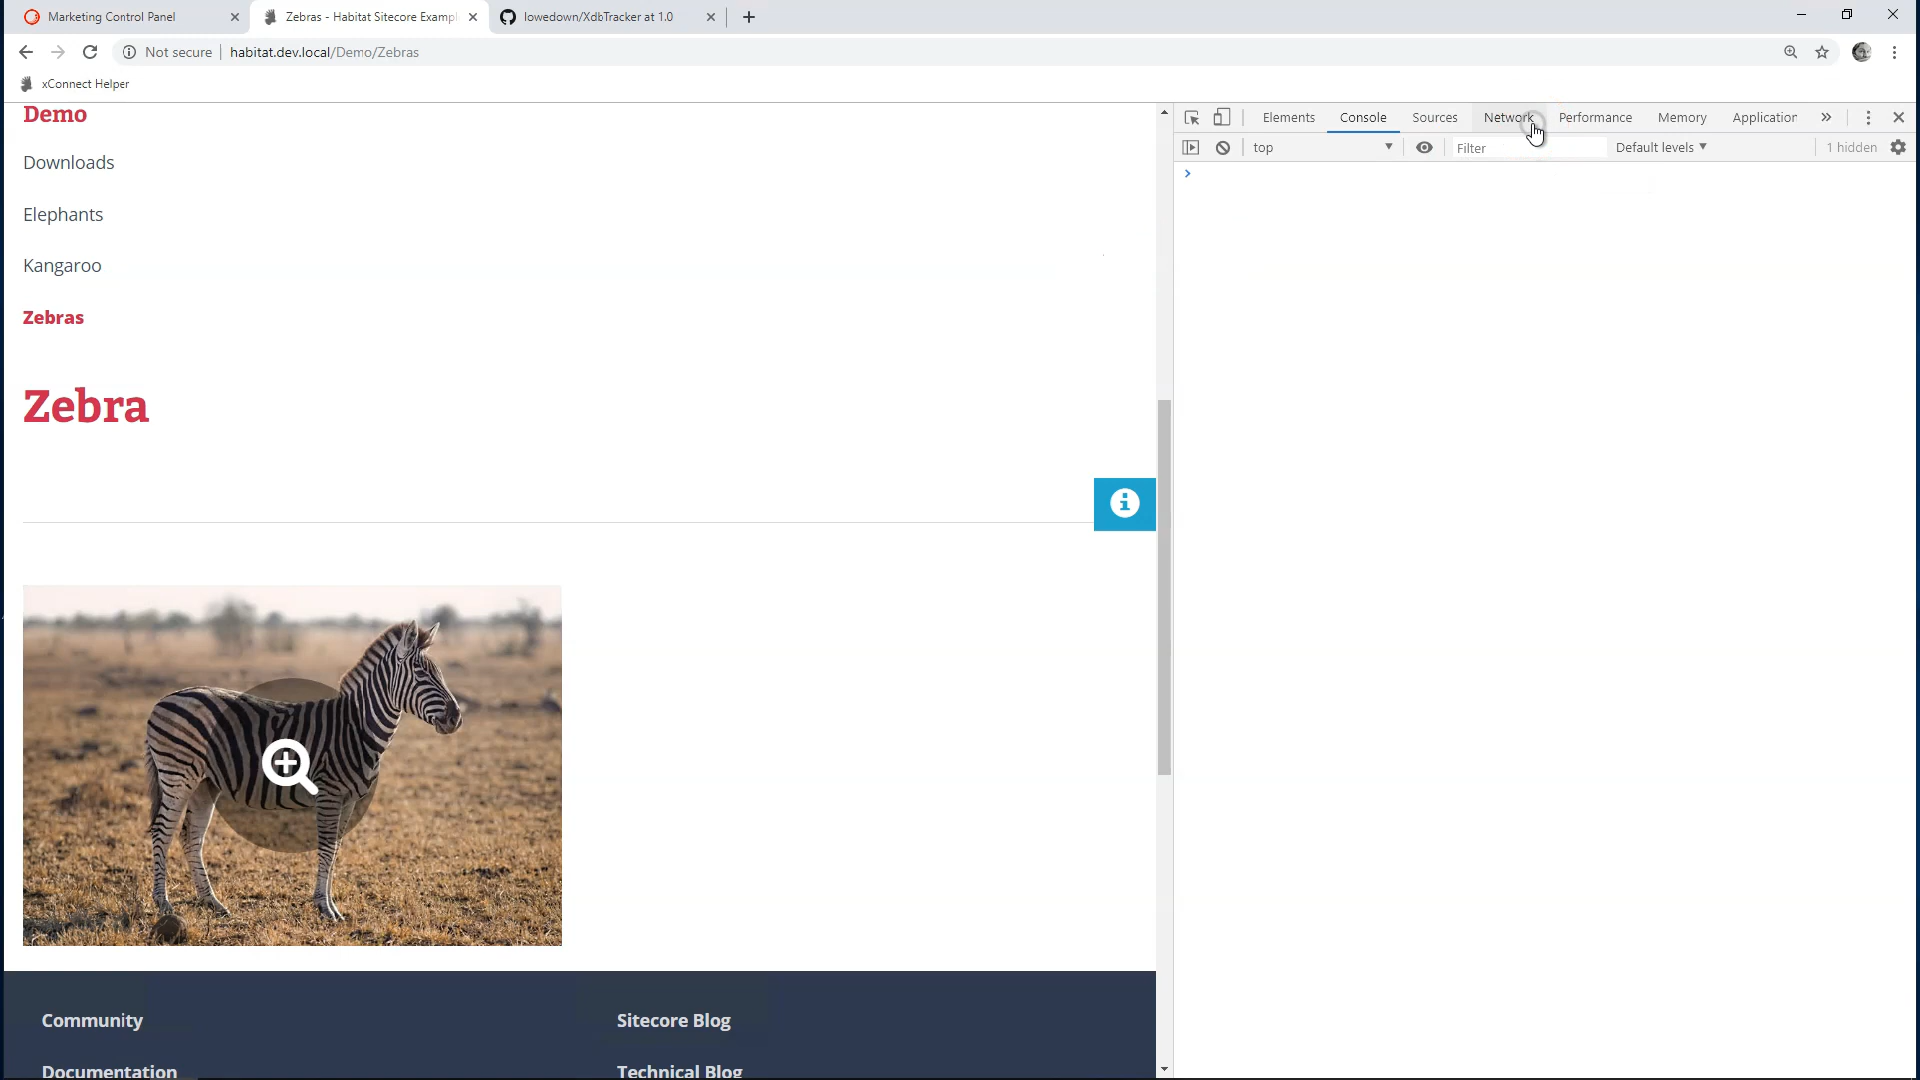 Marketing Control Panel
Zebras - Habitat Sitecore Exampl
lowedown/XdbTracker at 1.0
Not secure habitat.dev.local/Demo/Zebras
xConnect Helper
Elements Console Sources Network Performance Memory Application
top Filter Default levels ▼ 1 hidden
Demo
Downloads
Elephants
Kangaroo
Zebras
Zebra
Community
Sitecore Blog
Documentation
Technical Blog